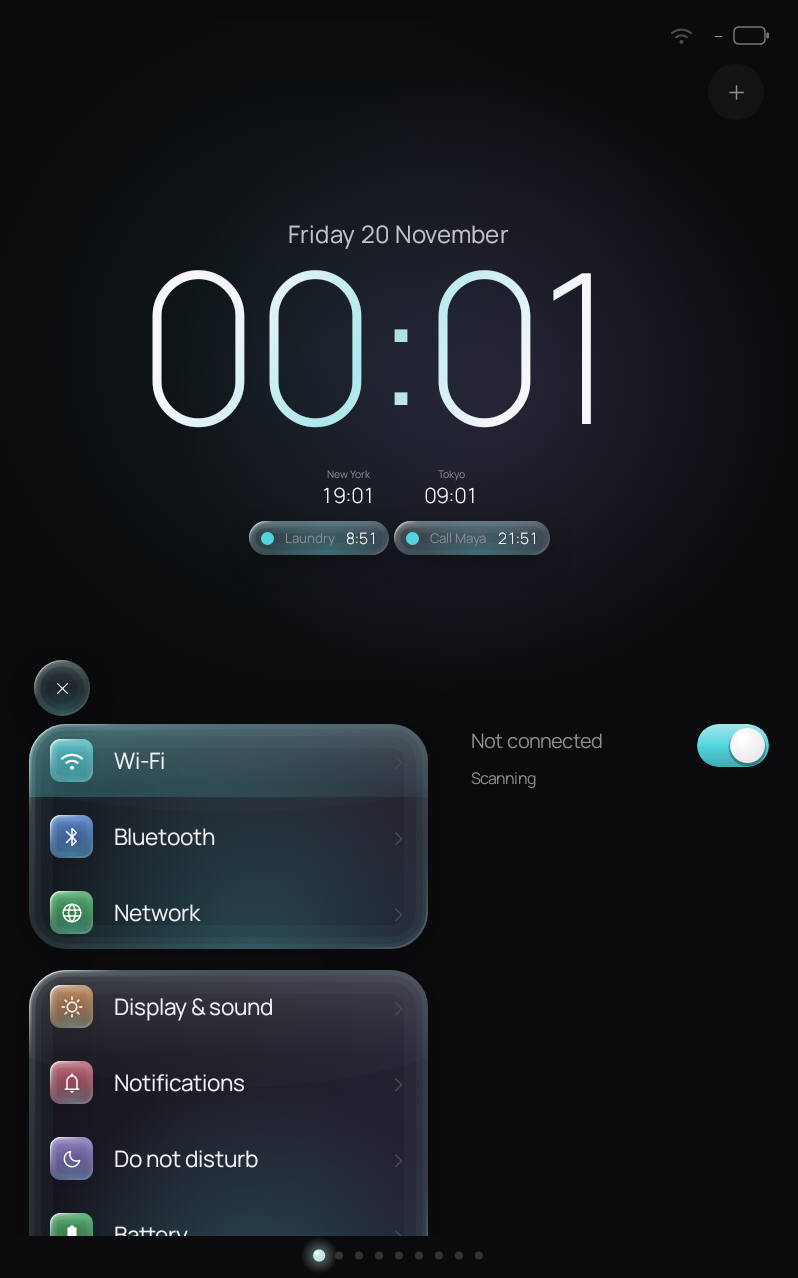 –
+
Friday 20 November
00:01
New York Tokyo
19:01 09:01
Laundry 8:51 Call Maya 21:51
Wi-Fi
Not connected
Scanning
Bluetooth
Network
Display & sound
Notifications
Do not disturb
Battery